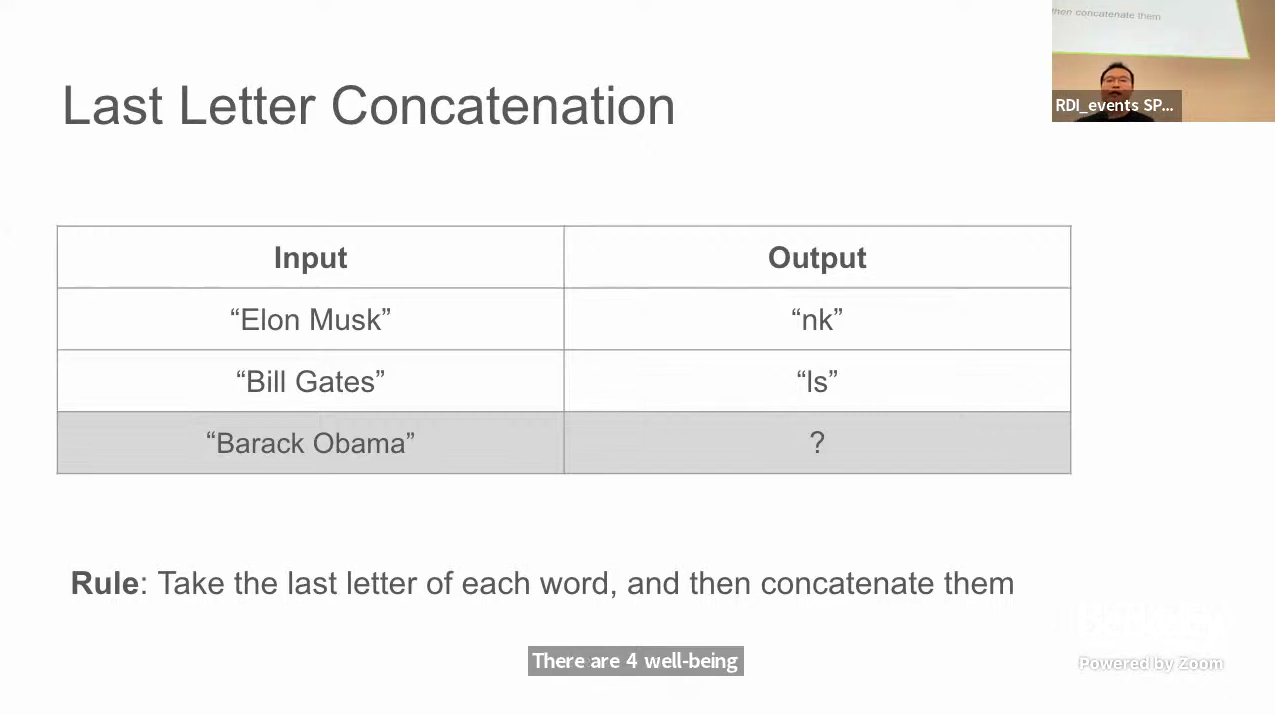 then concatenate them
RDI_events SP...
Last Letter Concatenation
Input Output
“Elon Musk” “nk”
“Bill Gates” “ls”
“Barack Obama” ?
Rule: Take the last letter of each word, and then concatenate them
There are 4 well-being
Powered by Zoom